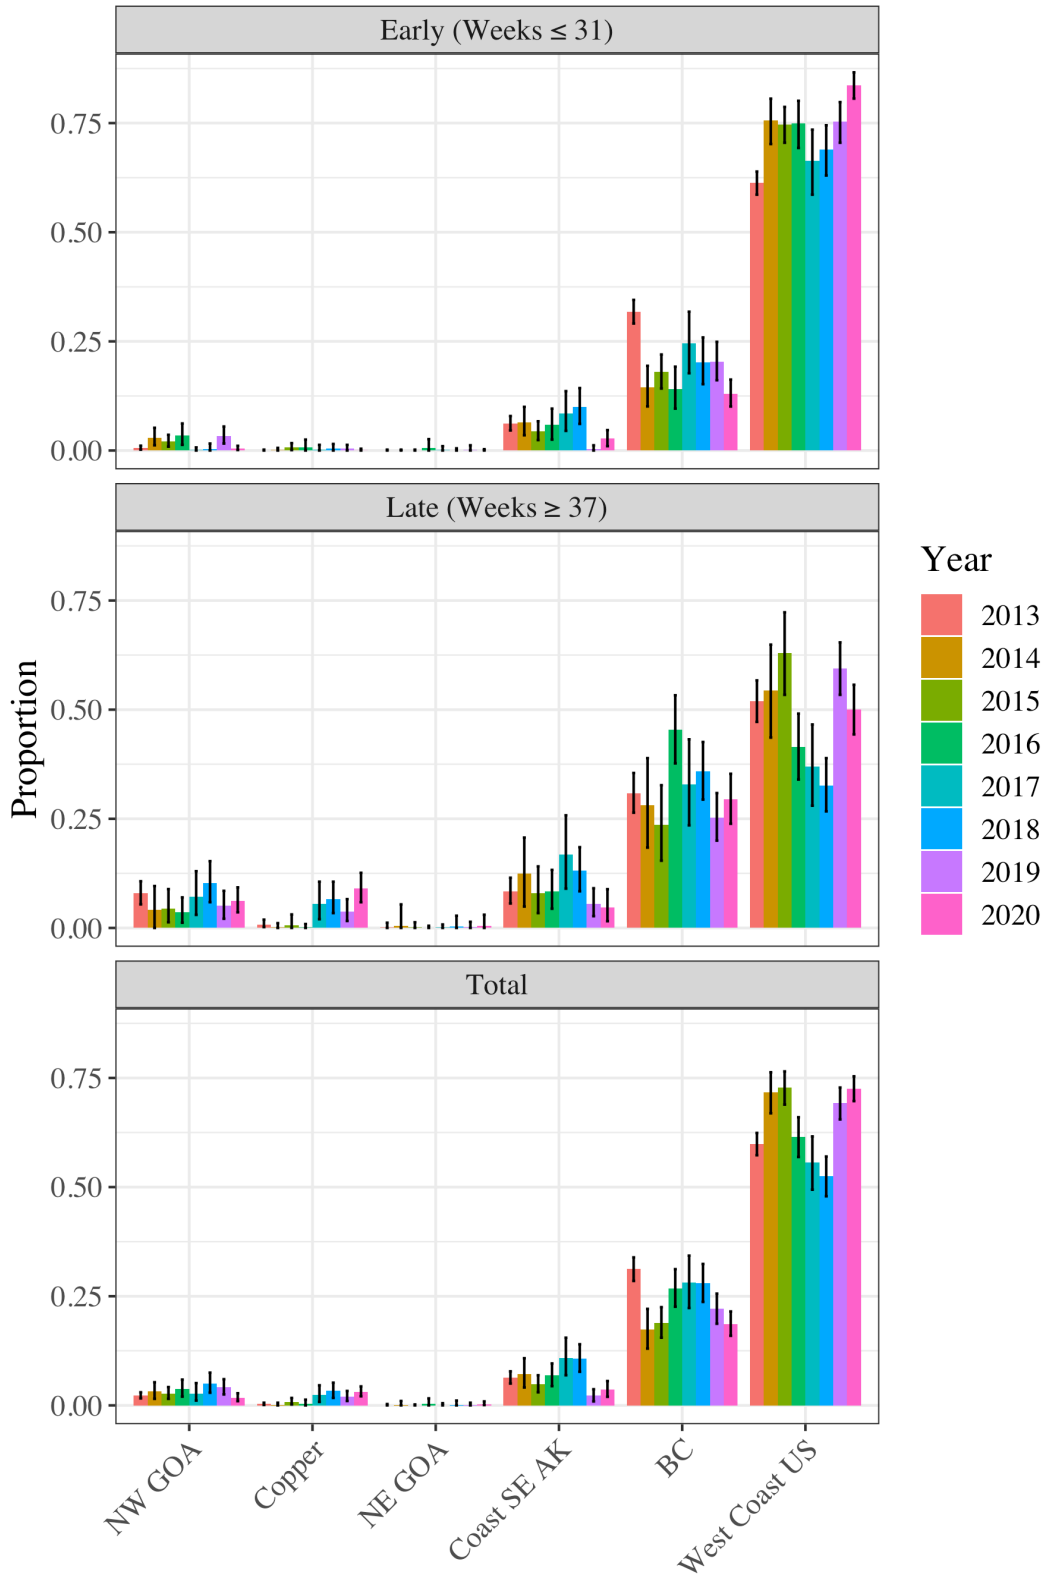 Early (Weeks ≤ 31)
0.75
0.50
0.25
0.00
Late (Weeks ≥ 37)
0.75
0.50
0.25
0.00
Total
0.75
0.50
0.25
0.00
Proportion
NW GOA
Copper
NE GOA
Coast SE AK
BC
West Coast US
Year
2013
2014
2015
2016
2017
2018
2019
2020